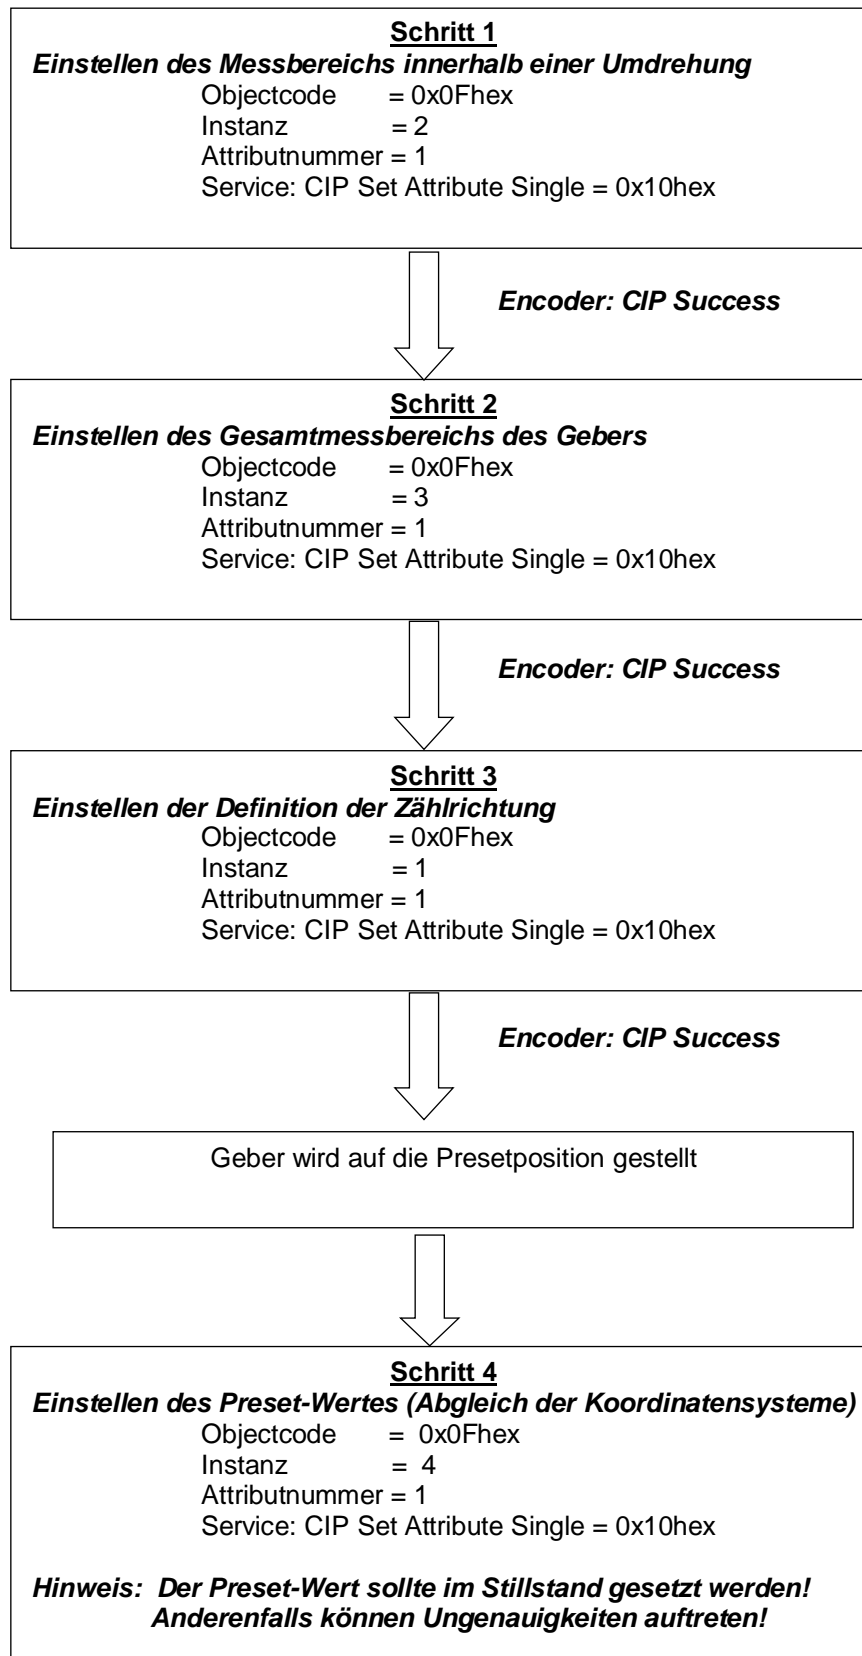 Schritt 1
Einstellen des Messbereichs innerhalb einer Umdrehung
Objectcode = 0x0Fhex
Instanz = 2
Attributnummer = 1
Service: CIP Set Attribute Single = 0x10hex
Encoder: CIP Success
Schritt 2
Einstellen des Gesamtmessbereichs des Gebers
Objectcode = 0x0Fhex
Instanz = 3
Attributnummer = 1
Service: CIP Set Attribute Single = 0x10hex
Encoder: CIP Success
Schritt 3
Einstellen der Definition der Zählrichtung
Objectcode = 0x0Fhex
Instanz = 1
Attributnummer = 1
Service: CIP Set Attribute Single = 0x10hex
Encoder: CIP Success
Geber wird auf die Presetposition gestellt
Schritt 4
Einstellen des Preset-Wertes (Abgleich der Koordinatensysteme)
Objectcode = 0x0Fhex
Instanz = 4
Attributnummer = 1
Service: CIP Set Attribute Single = 0x10hex
Hinweis: Der Preset-Wert sollte im Stillstand gesetzt werden!
Anderenfalls können Ungenauigkeiten auftreten!